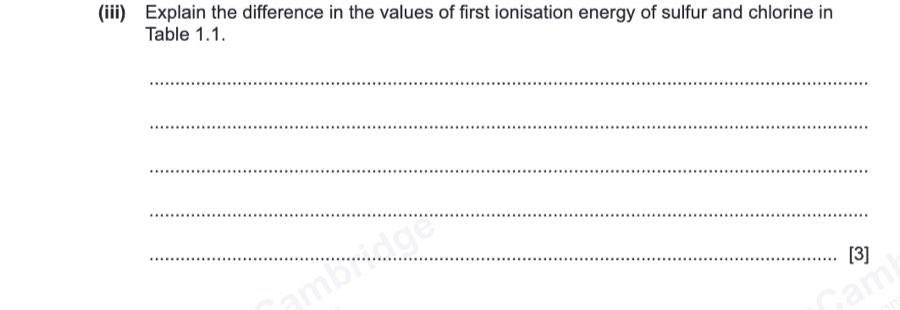 (iii) Explain the difference in the values of first ionisation energy of sulfur and chlorine in
Table 1.1.
[3]
Cambridge